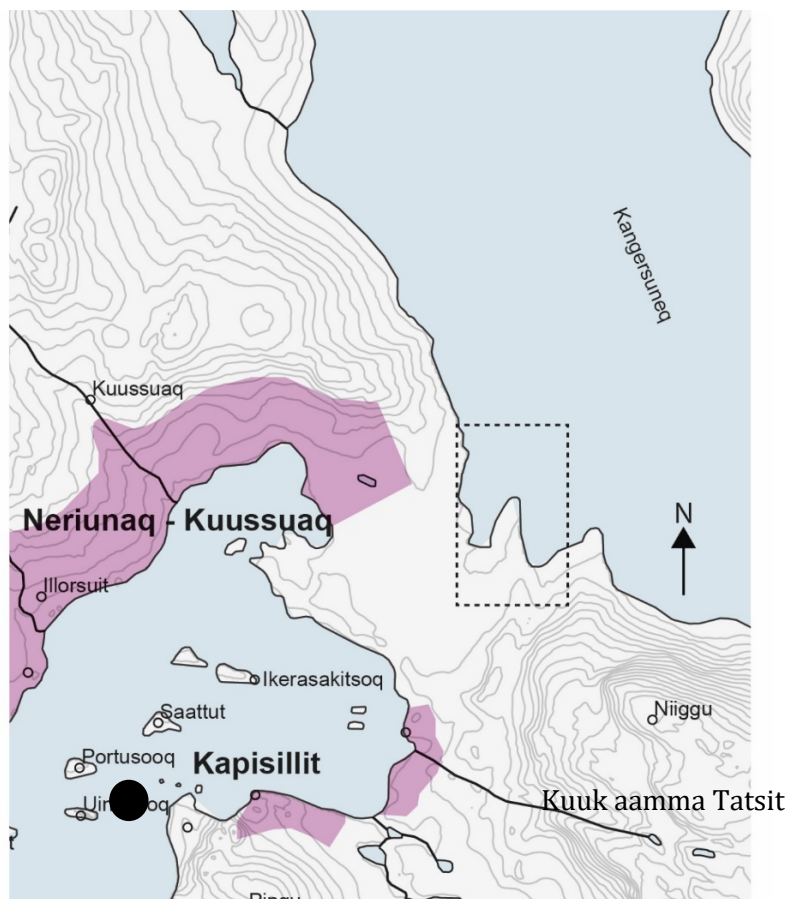 Kangersuneq
Kuussuaq
Neriunaq - Kuussuaq
N
Illorsuit
Ikerasakitsoq
Niiggu
Saattut
Portusooq
Kapisillit
Kuuk aamma Tatsit